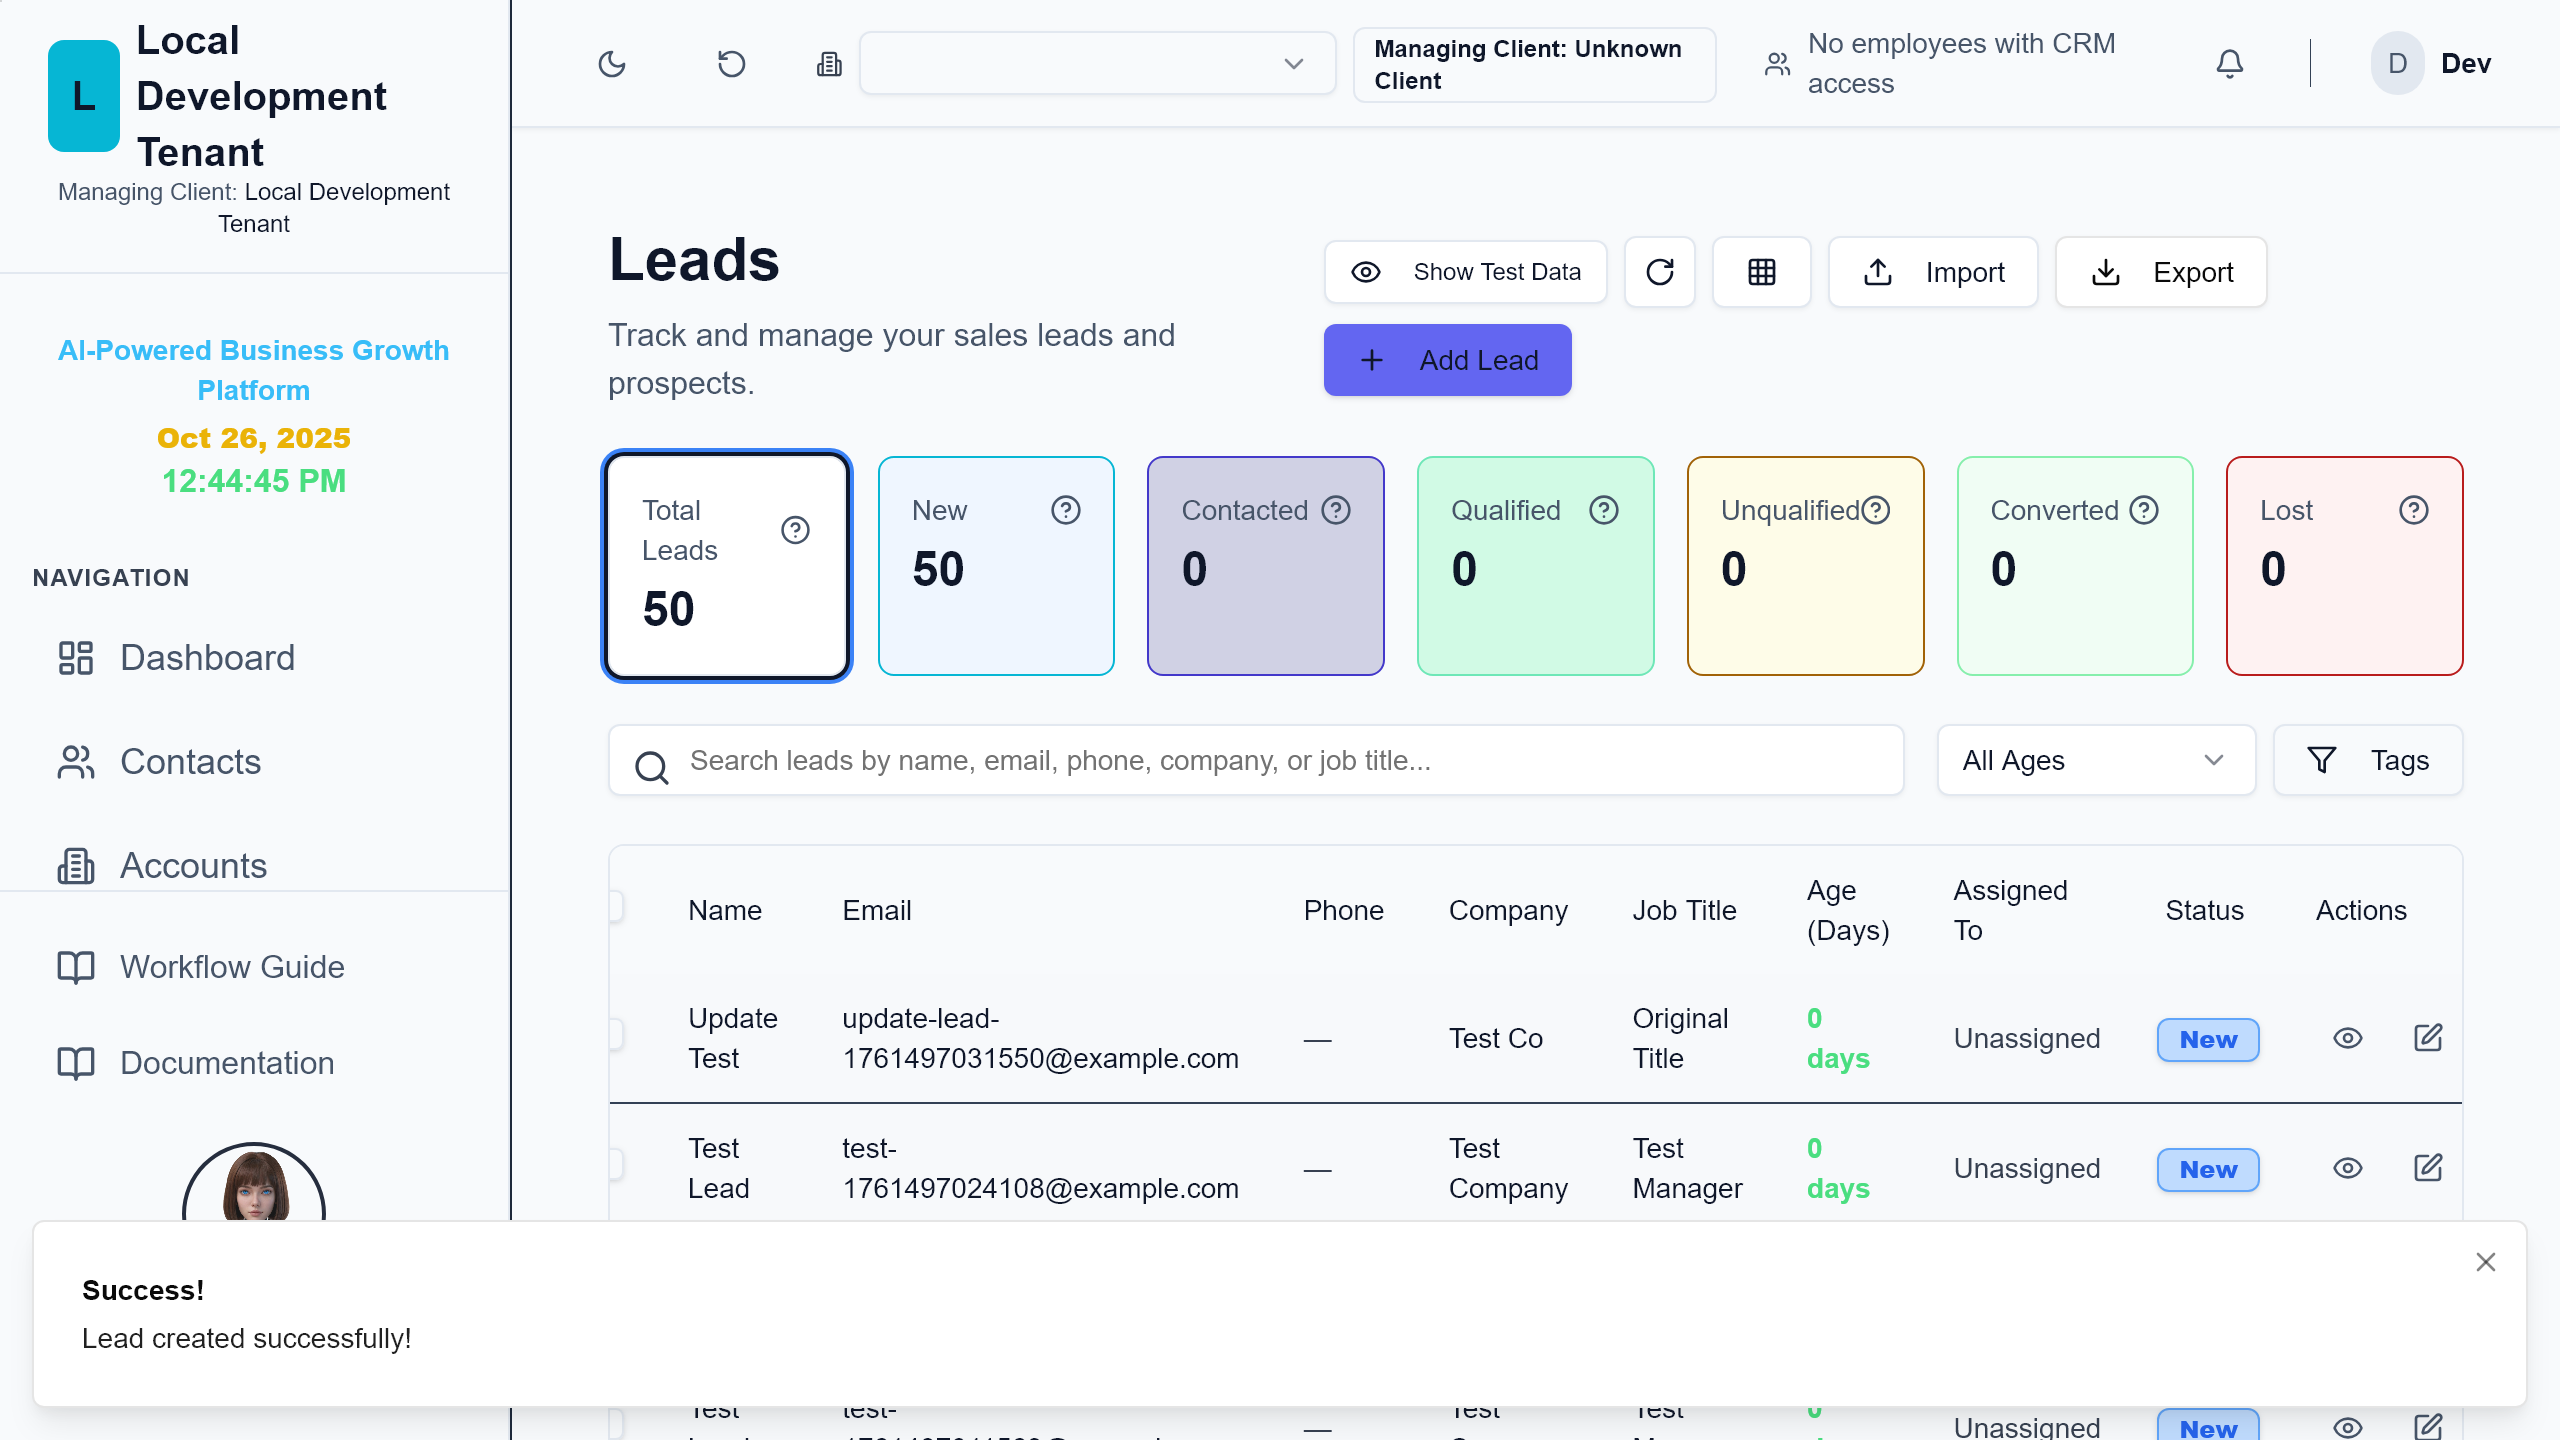 L
Local
Development
Tenant
Managing Client: Local Development
Tenant
AI-Powered Business Growth
Platform
Oct 26, 2025
12:44:45 PM
NAVIGATION
Dashboard
Contacts
Accounts
Workflow Guide
Documentation
Managing Client: Unknown
Client
No employees with CRM
access
D
Dev
Leads
Track and manage your sales leads and
prospects.
Show Test Data
Import
Export
Add Lead
Total
Leads
50
New
50
Contacted
0
Qualified
0
Unqualified
0
Converted
0
Lost
0
Search leads by name, email, phone, company, or job title...
All Ages
Tags
Name
Email
Phone
Company
Job Title
Age
(Days)
Assigned
To
Status
Actions
Update
Test
update-lead-
1761497031550@example.com
—
Test Co
Original
Title
0
days
Unassigned
New
Test
Lead
test-
1761497024108@example.com
—
Test
Company
Test
Manager
0
days
Unassigned
New
Success!
Lead created successfully!
Test
test-
—
Test
Test
0
Unassigned
New